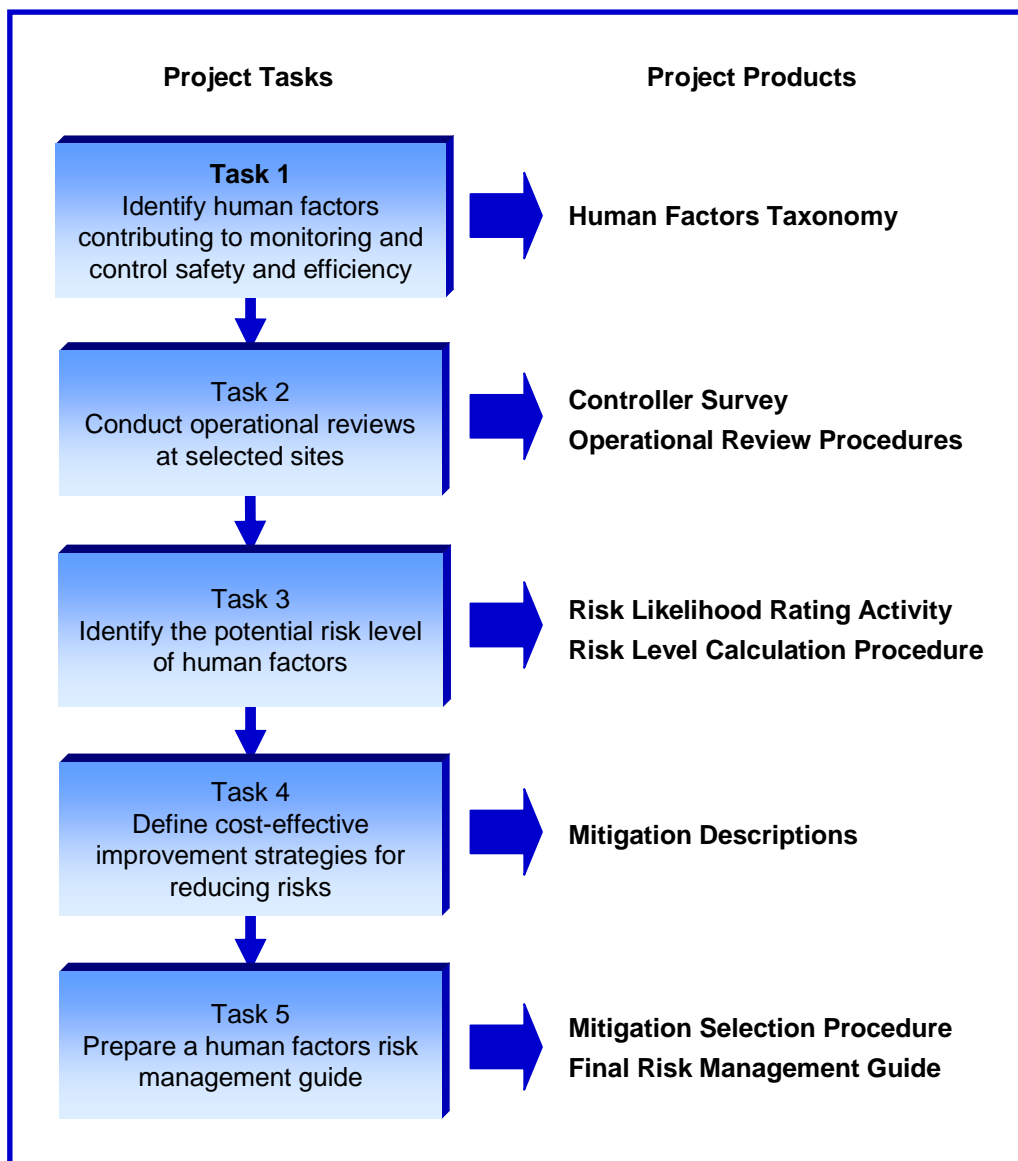 Project Tasks
Project Products
Task 1
Identify human factors
contributing to monitoring and
control safety and efficiency
Human Factors Taxonomy
Task 2
Conduct operational reviews
at selected sites
Controller Survey
Operational Review Procedures
Task 3
Identify the potential risk level
of human factors
Risk Likelihood Rating Activity
Risk Level Calculation Procedure
Task 4
Define cost-effective
improvement strategies for
reducing risks
Mitigation Descriptions
Task 5
Prepare a human factors risk
management guide
Mitigation Selection Procedure
Final Risk Management Guide